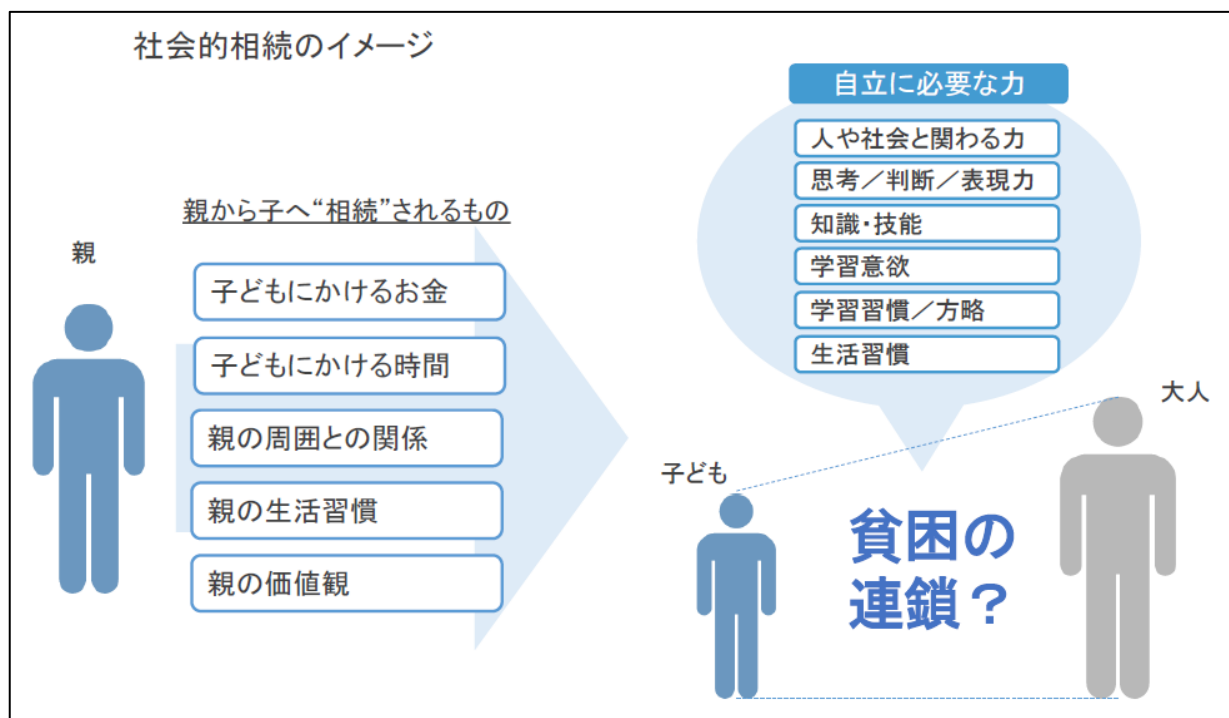 社会的相続のイメージ
親から子へ“相続”されるもの
親
子どもにかけるお金
子どもにかける時間
親の周囲との関係
親の生活習慣
親の価値観
自立に必要な力
人や社会と関わる力
思考／判断／表現力
知識・技能
学習意欲
学習習慣／方略
生活習慣
大人
子ども
貧困の
連鎖？